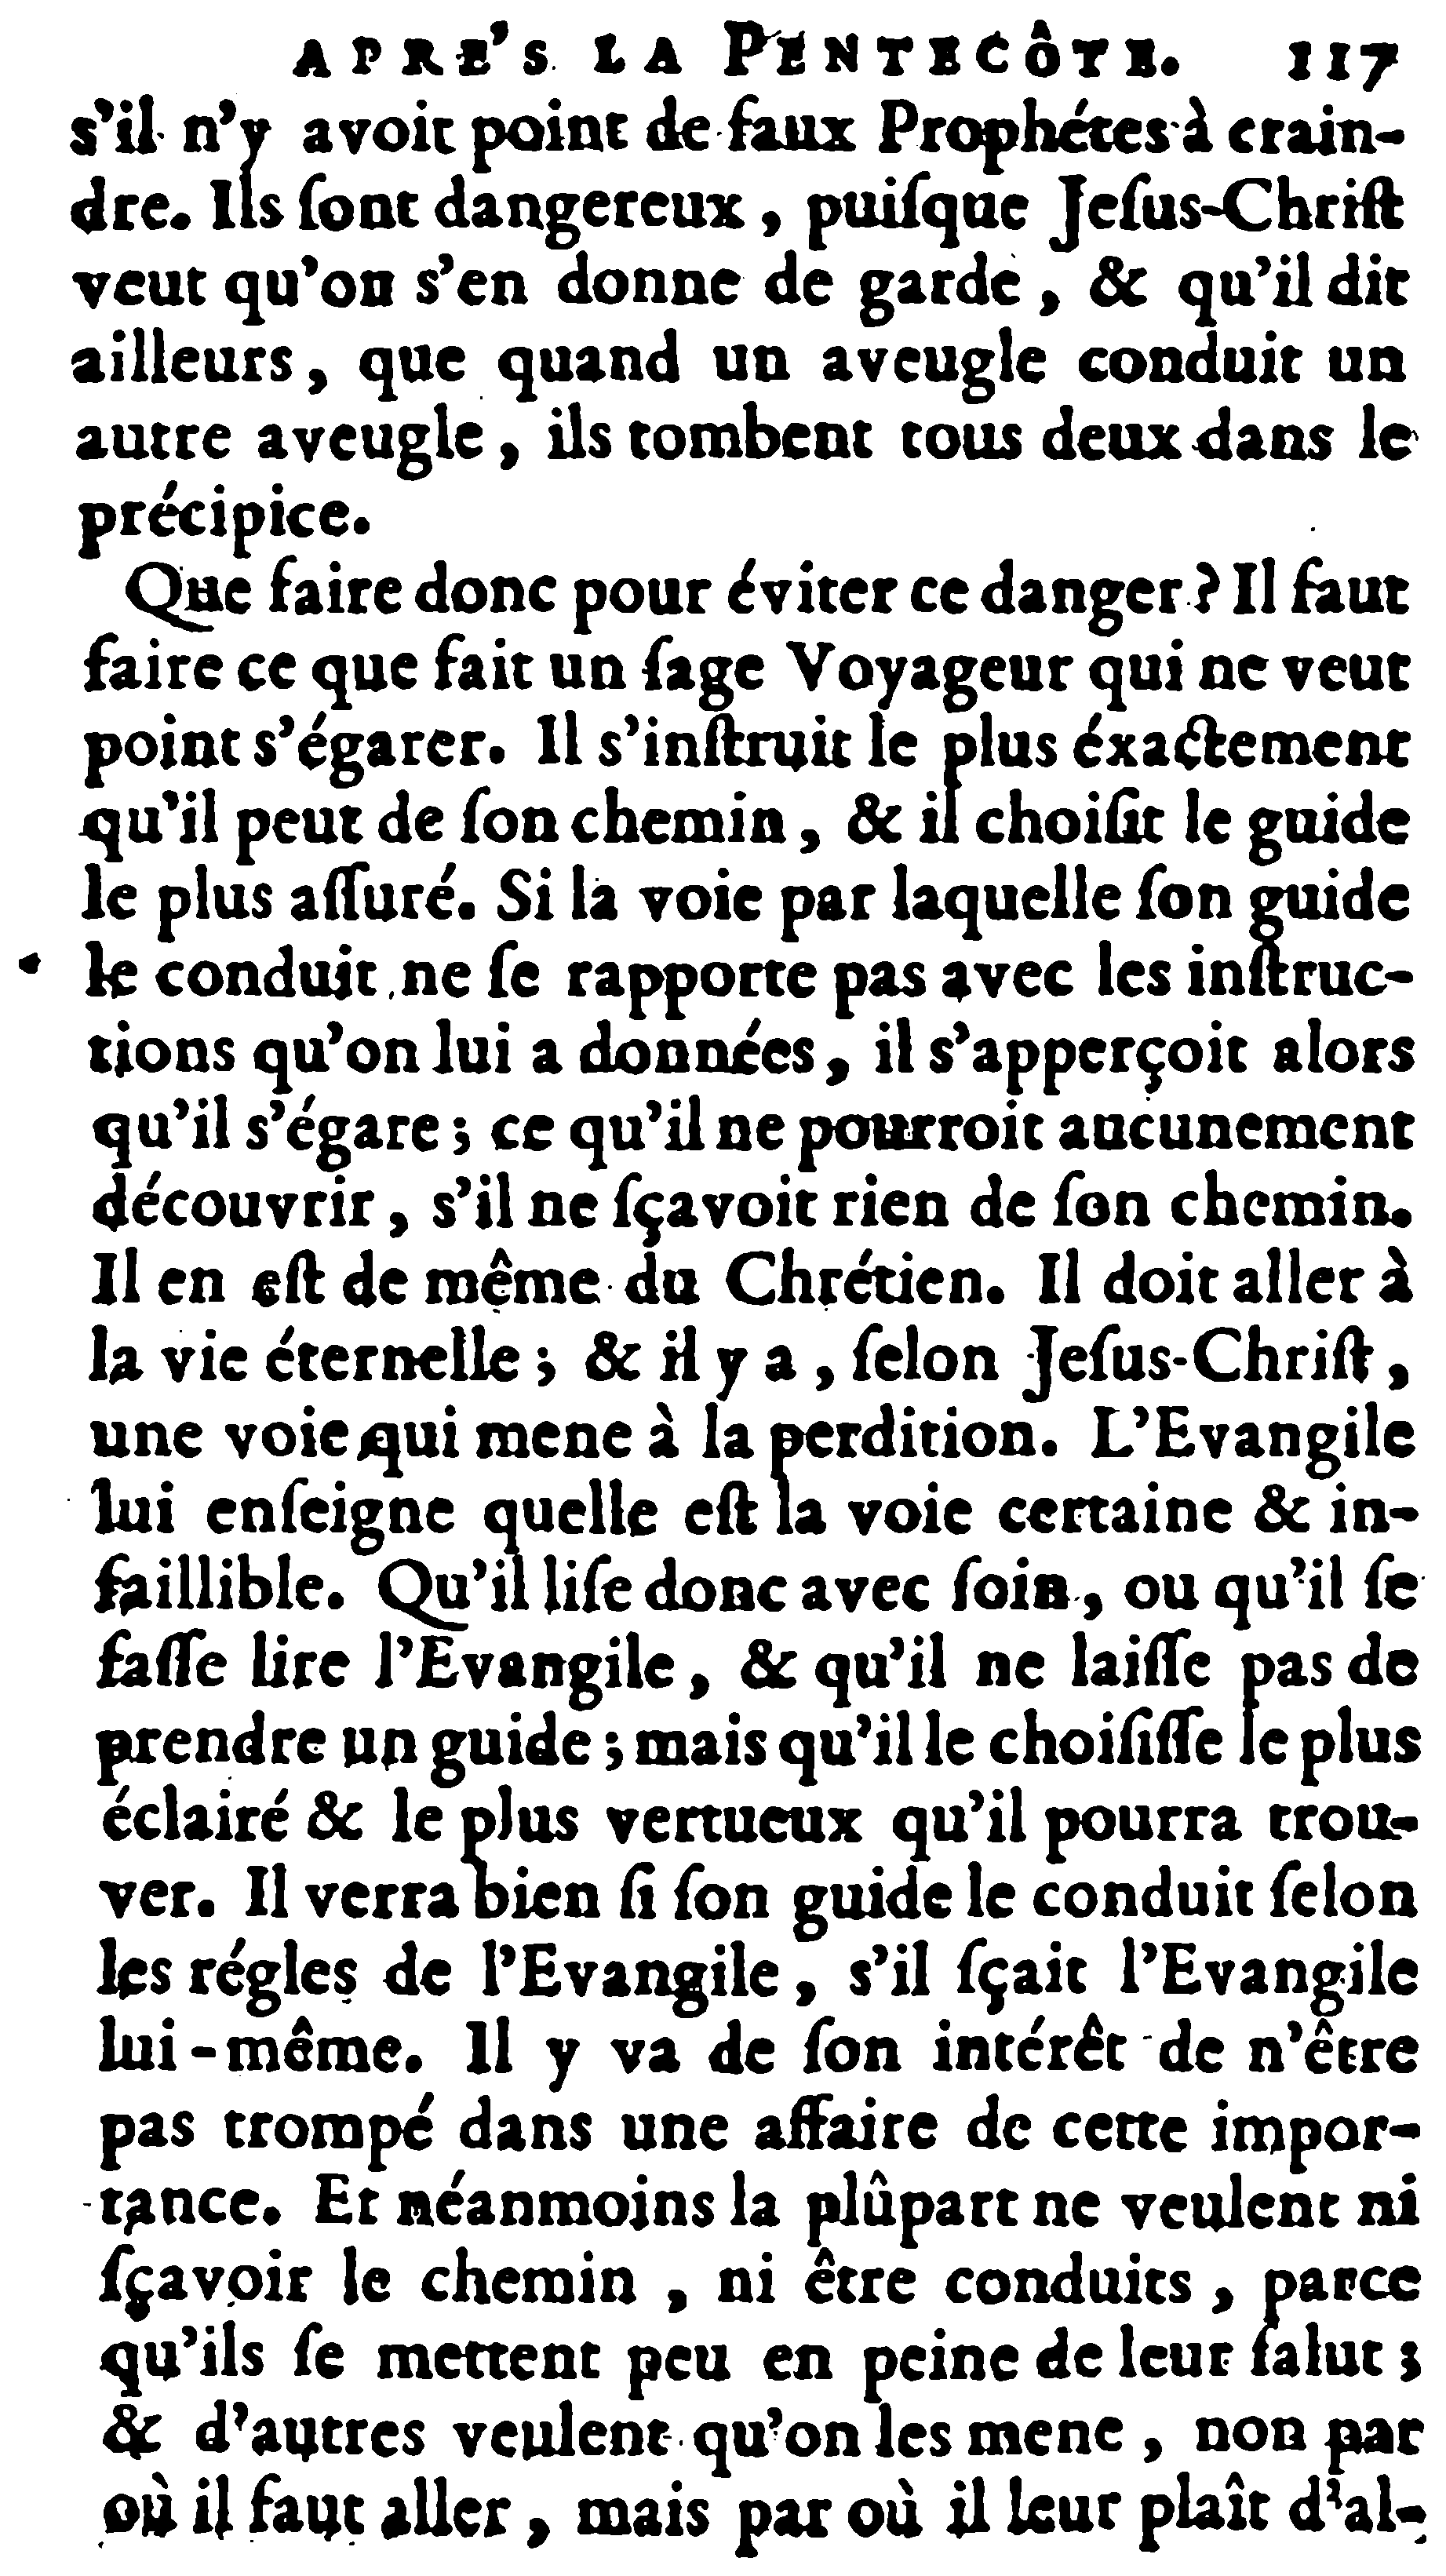 APRE'S LA PENTECÔTE. 117
s'il n'y avoit point de faux Prophétes à crain-
dre. Ils ſont dangereux, puiſque Jeſus-Chriſt
veut qu'on s'en donne de garde, & qu'il dit
ailleurs, que quand un aveugle conduit un
autre aveugle, ils tombent tous deux dans le
précipice.
Que faire donc pour éviter ce danger? Il faut
faire ce que fait un ſage Voyageur qui ne veut
point s'égarer. Il s'inſtruit le plus éxactement
qu'il peut de ſon chemin, & il choiſit le guide
le plus aſſuré. Si la voie par laquelle ſon guide
le conduit ne ſe rapporte pas avec les inſtruc-
tions qu'on lui a données, il s'apperçoit alors
qu'il s'égare; ce qu'il ne pourroit aucunement
découvrir, s'il ne ſçavoit rien de ſon chemin.
Il en eſt de même du Chrétien. Il doit aller à
la vie éternelle; & il y a, ſelon Jeſus-Chriſt,
une voie qui mene à la perdition. L'Evangile
lui enſeigne quelle eſt la voie certaine & in-
faillible. Qu'il liſe donc avec ſoin, ou qu'il ſe
faſſe lire l'Evangile, & qu'il ne laiſſe pas de
prendre un guide; mais qu'il le choiſiſſe le plus
éclairé & le plus vertueux qu'il pourra trou-
ver. Il verra bien ſi ſon guide le conduit ſelon
les régles de l'Evangile, s'il ſçait l'Evangile
lui-même. Il y va de ſon intérêt de n'être
pas trompé dans une affaire de cette impor-
tance. Et néanmoins la plûpart ne veulent ni
ſçavoir le chemin, ni être conduits, parce
qu'ils ſe mettent peu en peine de leur ſalut;
& d'autres veulent qu'on les mene, non par
où il faut aller, mais par où il leur plaît d'al-